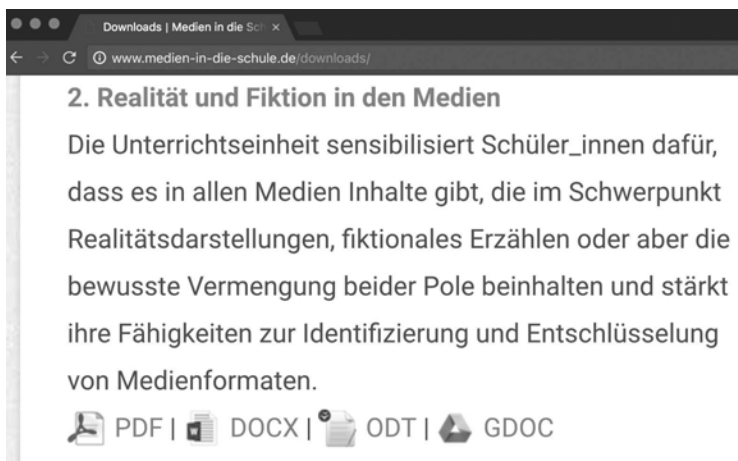 Downloads | Medien in die Sch
www.medien-in-die-schule.de/downloads/
2. Realität und Fiktion in den Medien
Die Unterrichtseinheit sensibilisiert Schüler_innen dafür,
dass es in allen Medien Inhalte gibt, die im Schwerpunkt
Realitätsdarstellungen, fiktionales Erzählen oder aber die
bewusste Vermengung beider Pole beinhalten und stärkt
ihre Fähigkeiten zur Identifizierung und Entschlüsselung
von Medienformaten.
PDF | DOCX | ODT | GDOC